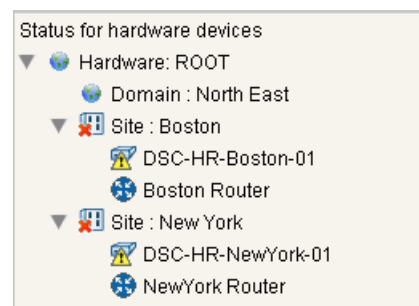 Status for hardware devices
Hardware: ROOT
Domain : North East
Site : Boston
DSC-HR-Boston-01
Boston Router
Site : New York
DSC-HR-NewYork-01
NewYork Router